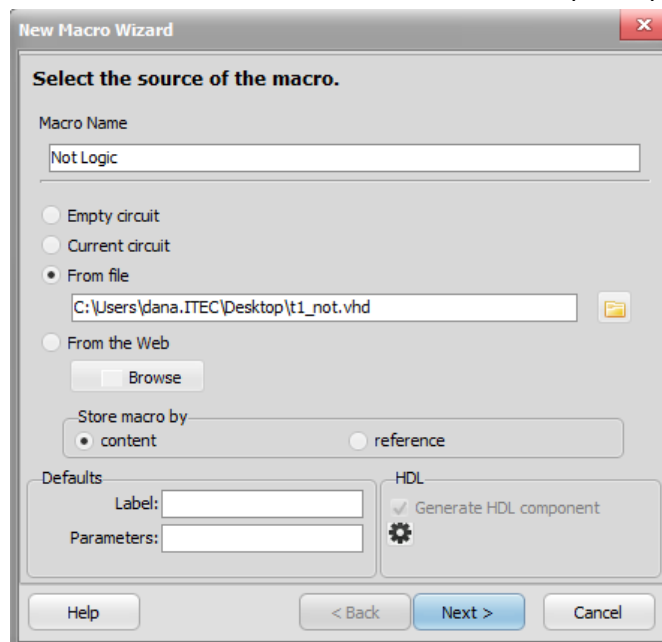 New Macro Wizard
Select the source of the macro.
Macro Name
Not Logic
Empty circuit
Current circuit
From file
C:\Users\dana.ITEC\Desktop\t1_not.vhd
From the Web
Browse
Store macro by
content reference
Defaults HDL
Label: Generate HDL component
Parameters:
Help < Back Next > Cancel